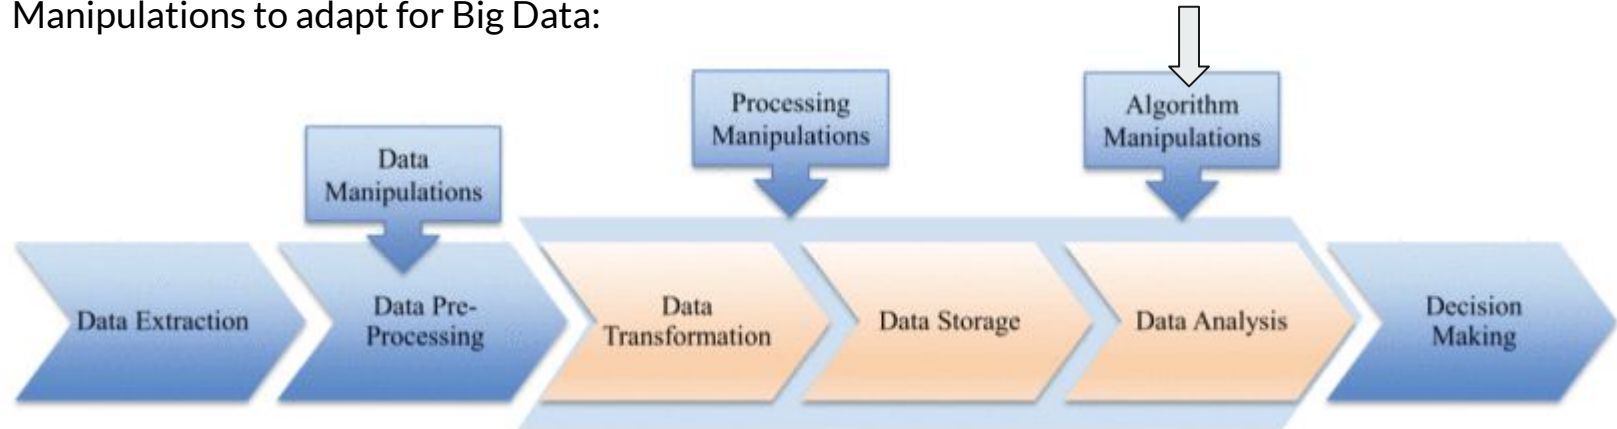 Manipulations to adapt for Big Data:
Processing
Manipulations
Algorithm
Manipulations
Data
Manipulations
Data Extraction
Data Pre-
Processing
Data
Transformation
Data Storage
Data Analysis
Decision
Making